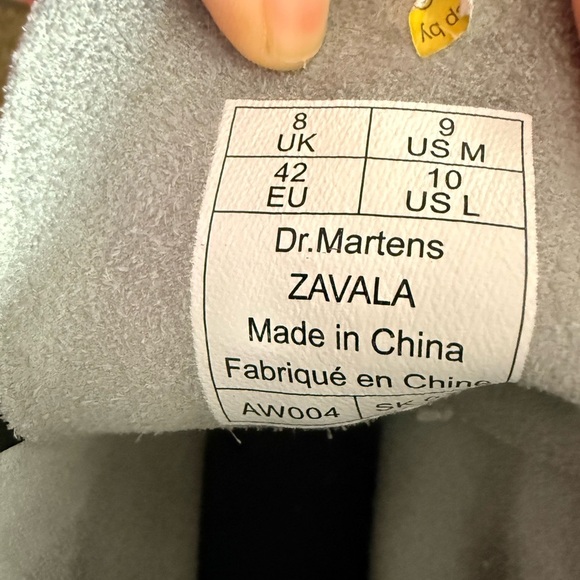 8 9
UK US M
42 10
EU US L
Dr.Martens
ZAVALA
Made in China
Fabriqué en Chine
AW004